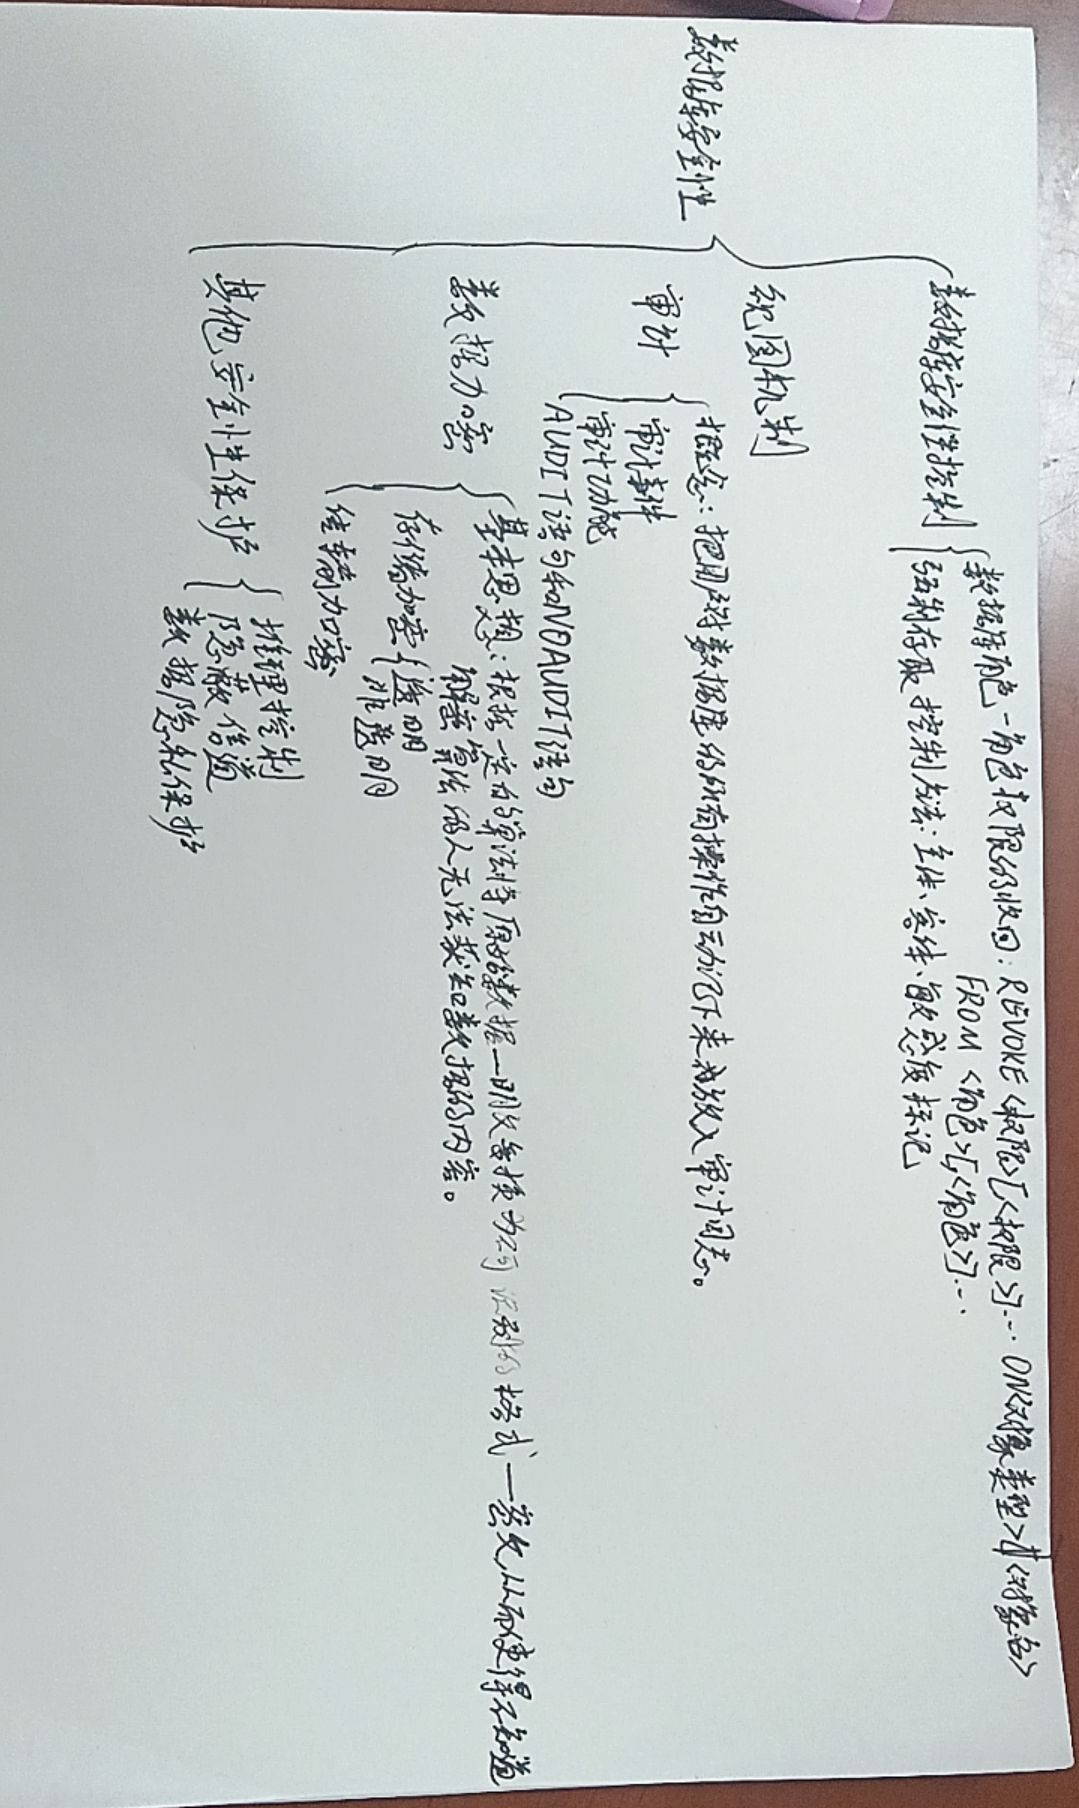 数据库安全性
数据库安全性控制
数据库角色-角色权限的收回:REVOKE<权限>[,<权限>]... ON<对象类型><对象名>
FROM <角色>[,<角色>]...
强制存取控制方法:主体、客体、敏感度标记
视图机制
审计
概念:把用户对数据库的所有操作自动记下来放入审计日志。
审计事件
审计功能
AUDIT语句和NOAUDIT语句
数据加密
基本思想:根据一定的算法将原始数据—明文变换为不可识别的格式—密文,从而使得不知道
解密算法的人无法获知数据的内容。
存储加密
透明
非透明
传输加密
其他安全性保护
推理控制
隐蔽信道
数据隐私保护